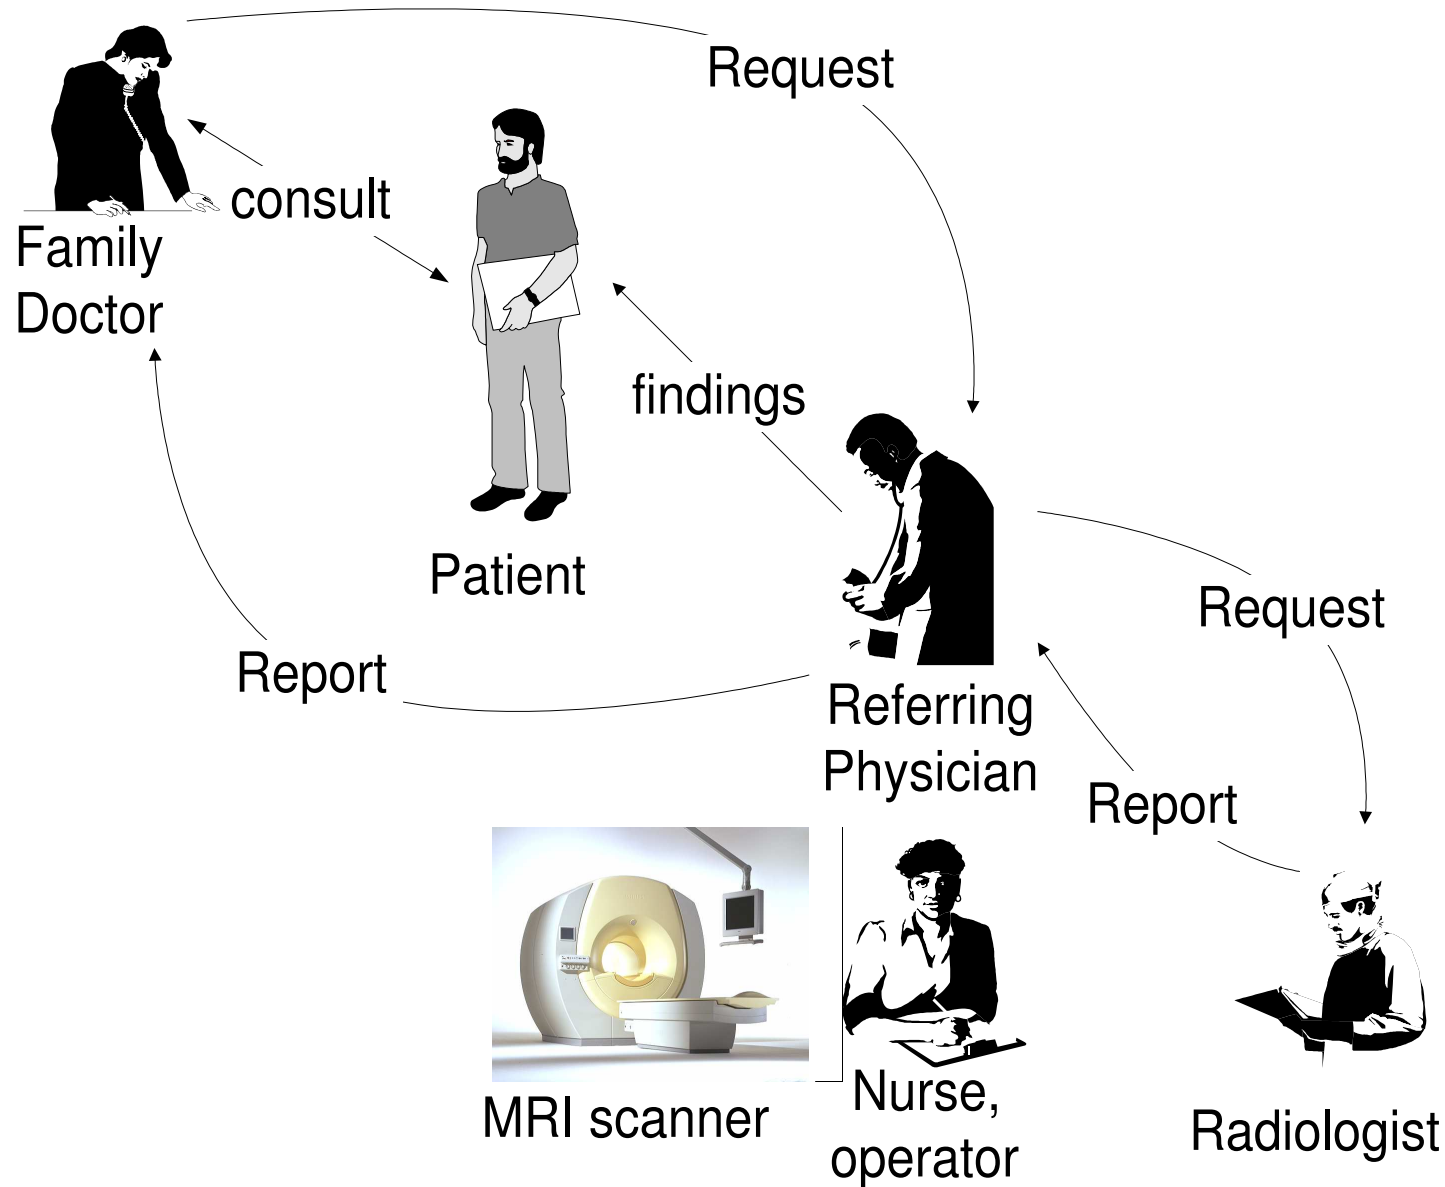 Request
consult
Family
Doctor
findings
Patient
Request
Report
Referring
Physician
Report
MRI scanner
Nurse,
operator
Radiologist